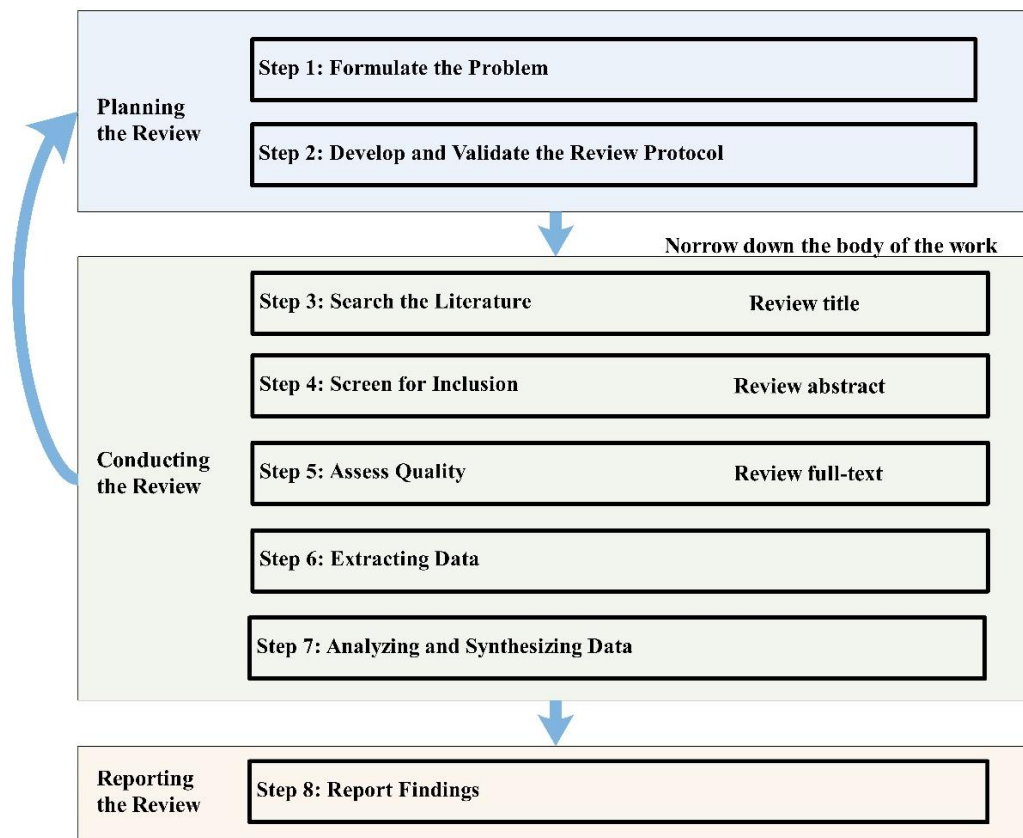 Planning
the Review
Step 1: Formulate the Problem
Step 2: Develop and Validate the Review Protocol
Norrow down the body of the work
Conducting
the Review
Step 3: Search the Literature Review title
Step 4: Screen for Inclusion Review abstract
Step 5: Assess Quality Review full-text
Step 6: Extracting Data
Step 7: Analyzing and Synthesizing Data
Reporting
the Review
Step 8: Report Findings